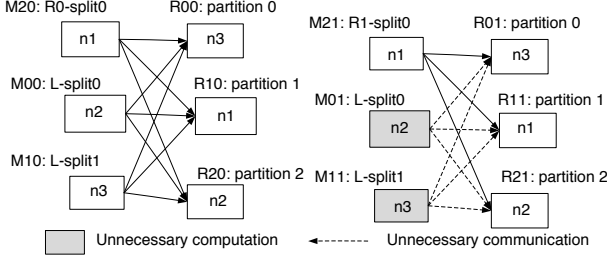 M20: R0-split0
R00: partition 0
n1
n3
M00: L-split0
R10: partition 1
n2
n1
M10: L-split1
R20: partition 2
n3
n2
M21: R1-split0
R01: partition 0
n1
n3
M01: L-split0
R11: partition 1
n2
n1
M11: L-split1
R21: partition 2
n3
n2
Unnecessary computation
Unnecessary communication